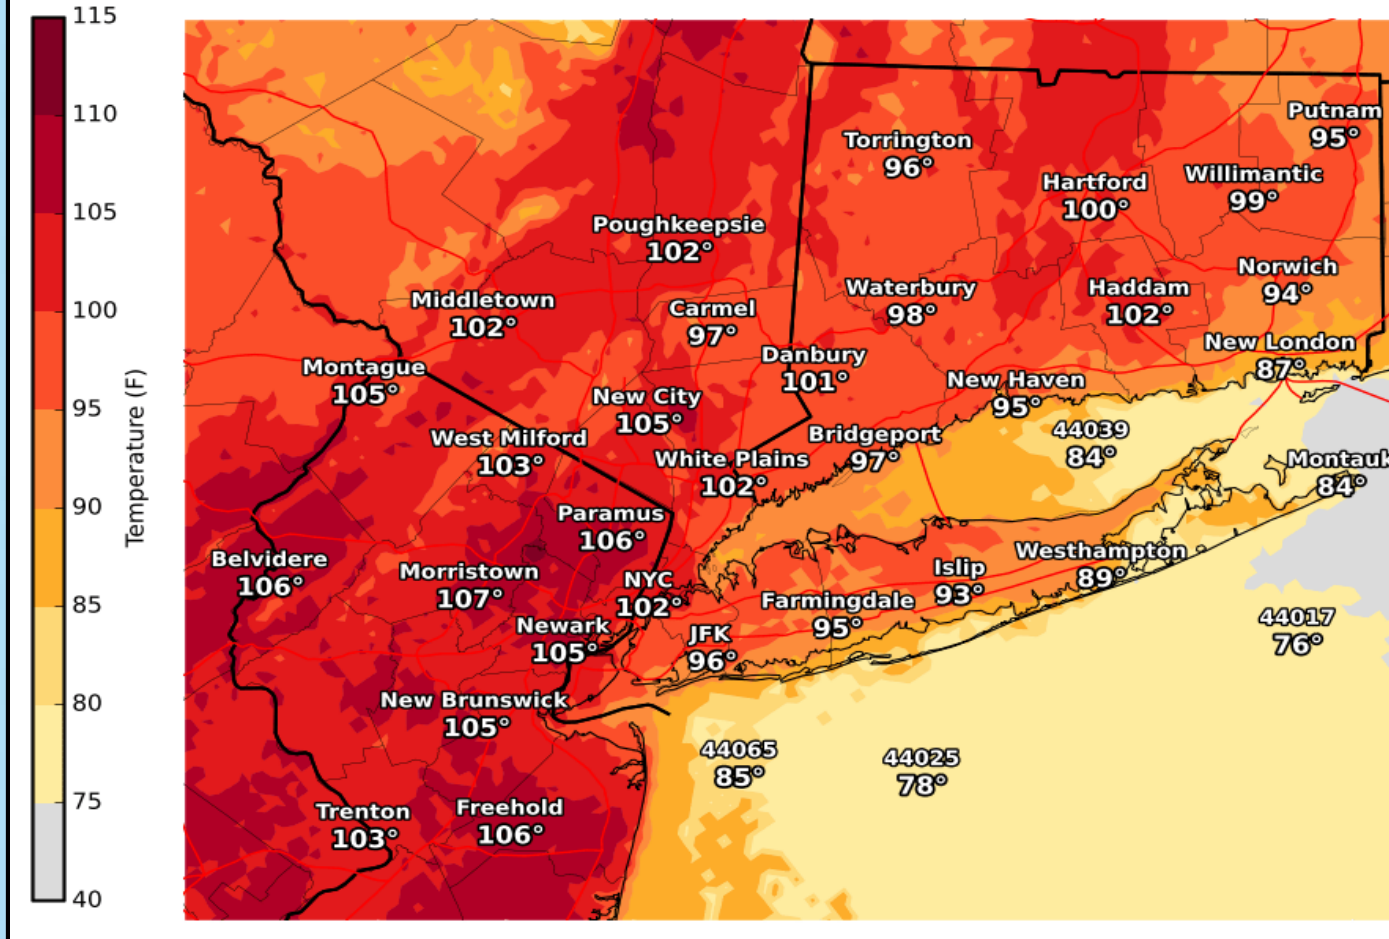 115
110
105
100
95
90
85
80
75
40
Temperature (F)
Putnam
95°
Torrington
96°
Willimantic
99°
Hartford
100°
Poughkeepsie
102°
Norwich
94°
Waterbury
98°
Haddam
102°
Middletown
102°
Carmel
97°
New London
87°
Danbury
101°
Montague
105°
New Haven
95°
New City
105°
44039
84°
Bridgeport
97°
West Milford
103°
White Plains
102°
Montauk
84°
Paramus
106°
Westhampton
89°
Belvidere
106°
Islip
93°
Morristown
107°
NYC
102°
Farmingdale
95°
44017
76°
Newark
105°
JFK
96°
New Brunswick
105°
44065
85°
44025
78°
Trenton
103°
Freehold
106°